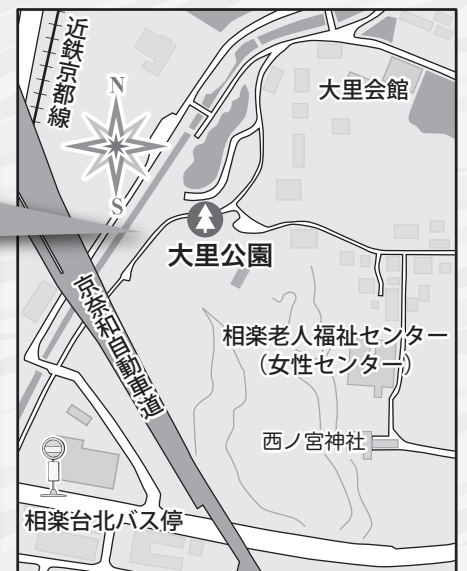 近鉄京都線
N
S
大里会館
大里公園
京奈和自動車道
相楽老人福祉センター
（女性センター）
西ノ宮神社
相楽台北バス停